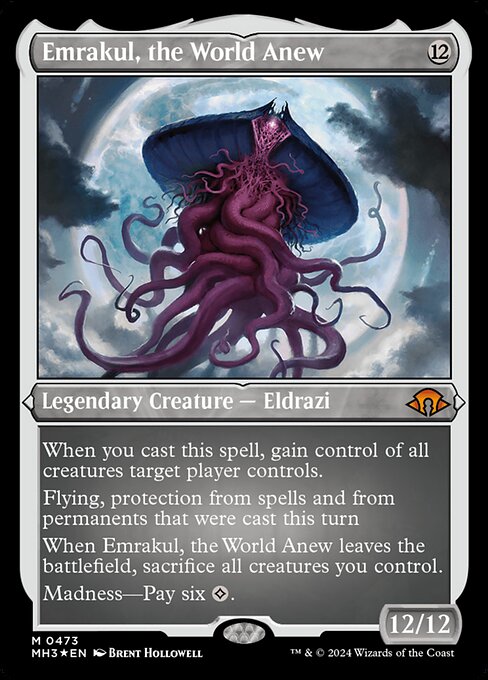 Emrakul, the World Anew 12
Legendary Creature — Eldrazi
When you cast this spell, gain control of all
creatures target player controls.
Flying, protection from spells and from
permanents that were cast this turn
When Emrakul, the World Anew leaves the
battlefield, sacrifice all creatures you control.
Madness—Pay six ◇.
12/12
M 0473
MH3★EN Brent Hollowell ™ & © 2024 Wizards of the Coast